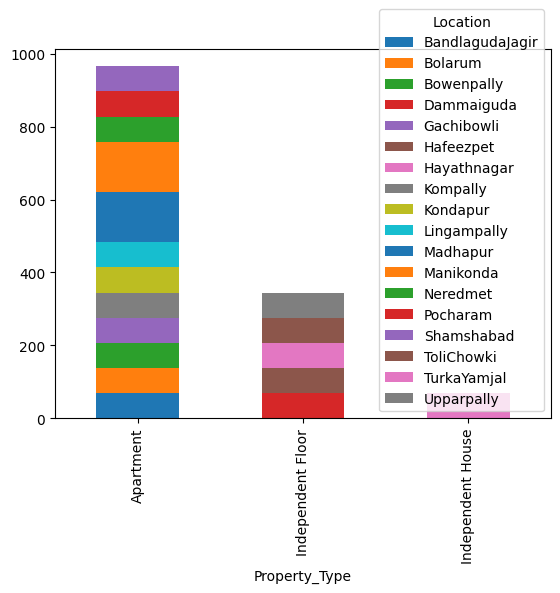 Location
BandlagudaJagir
Bolarum
Bowenpally
Dammaiguda
Gachibowli
Hafeezpet
Hayathnagar
Kompally
Kondapur
Lingampally
Madhapur
Manikonda
Neredmet
Pocharam
Shamshabad
ToliChowki
TurkaYamjal
Upparpally
1000
800
600
400
200
0
Apartment
Independent Floor
Independent House
Property_Type